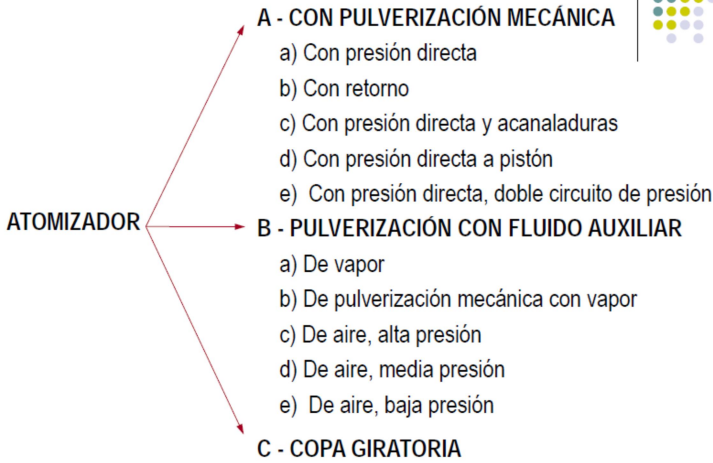 A - CON PULVERIZACIÓN MECÁNICA
a) Con presión directa
b) Con retorno
c) Con presión directa y acanaladuras
d) Con presión directa a pistón
e) Con presión directa, doble circuito de presión
ATOMIZADOR
B - PULVERIZACIÓN CON FLUIDO AUXILIAR
a) De vapor
b) De pulverización mecánica con vapor
c) De aire, alta presión
d) De aire, media presión
e) De aire, baja presión
C - COPA GIRATORIA